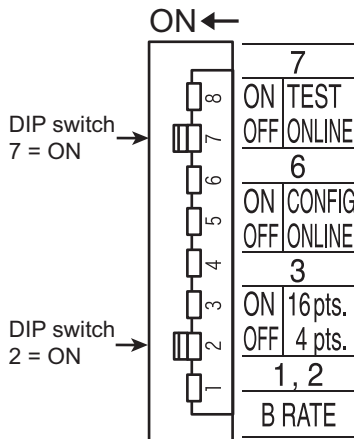 ON
DIP switch
7 = ON
DIP switch
2 = ON
8
7
6
5
4
3
2
1
7
ON TEST
OFF ONLINE
6
ON CONFIG
OFF ONLINE
3
ON 16 pts.
OFF 4 pts.
1, 2
B RATE